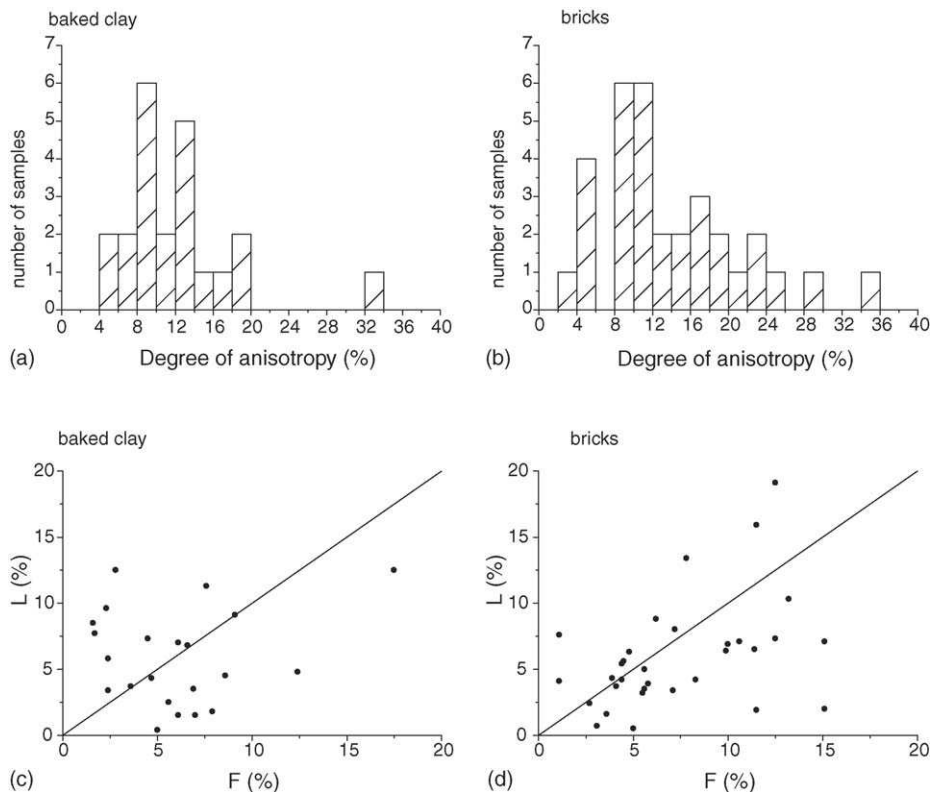 baked clay
7
6
5
4
3
2
1
0
number of samples
0 4 8 12 16 20 24 28 32 36 40
(a) Degree of anisotropy (%)
bricks
7
6
5
4
3
2
1
0
number of samples
0 4 8 12 16 20 24 28 32 36 40
(b) Degree of anisotropy (%)
baked clay
20
15
10
5
0
L (%)
0 5 10 15 20
(c) F (%)
bricks
20
15
10
5
0
L (%)
0 5 10 15 20
(d) F (%)